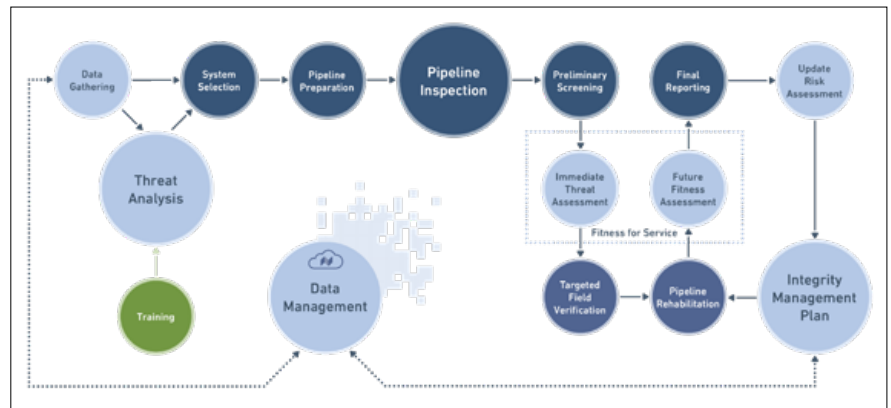 Data
Gathering
System
Selection
Pipeline
Preparation
Pipeline
Inspection
Preliminary
Screening
Final
Reporting
Update
Risk
Assessment
Threat
Analysis
Immediate
Threat
Assessment
Future
Fitness
Assessment
Fitness for Service
Training
Data
Management
Targeted
Field
Verification
Pipeline
Rehabilitation
Integrity
Management
Plan